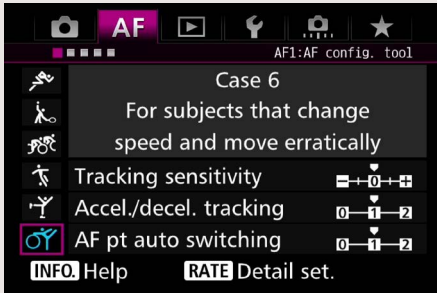 AF
AF1:AF config. tool
Case 6
For subjects that change
speed and move erratically
Tracking sensitivity
- 0 +
Accel./decel. tracking
0 1 2
AF pt auto switching
0 1 2
INFO. Help RATE Detail set.